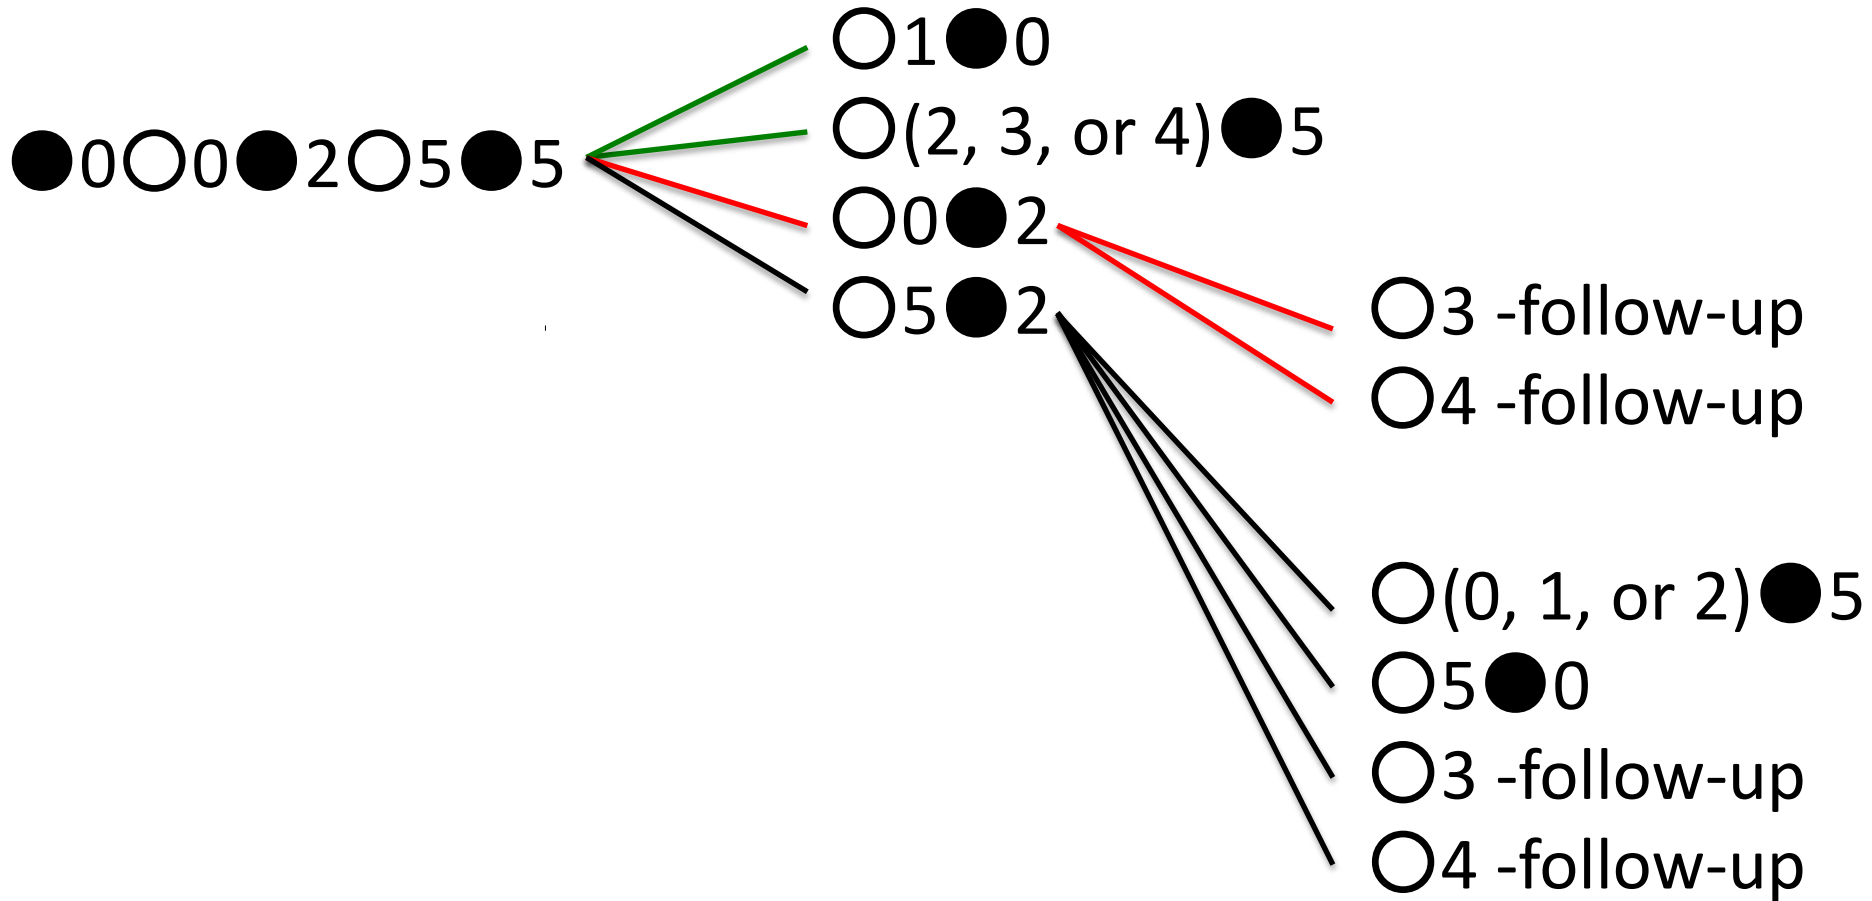 ●0○0●2○5●5
○1●0
○(2, 3, or 4)●5
○0●2
○5●2
○3 -follow-up
○4 -follow-up
○(0, 1, or 2)●5
○5●0
○3 -follow-up
○4 -follow-up